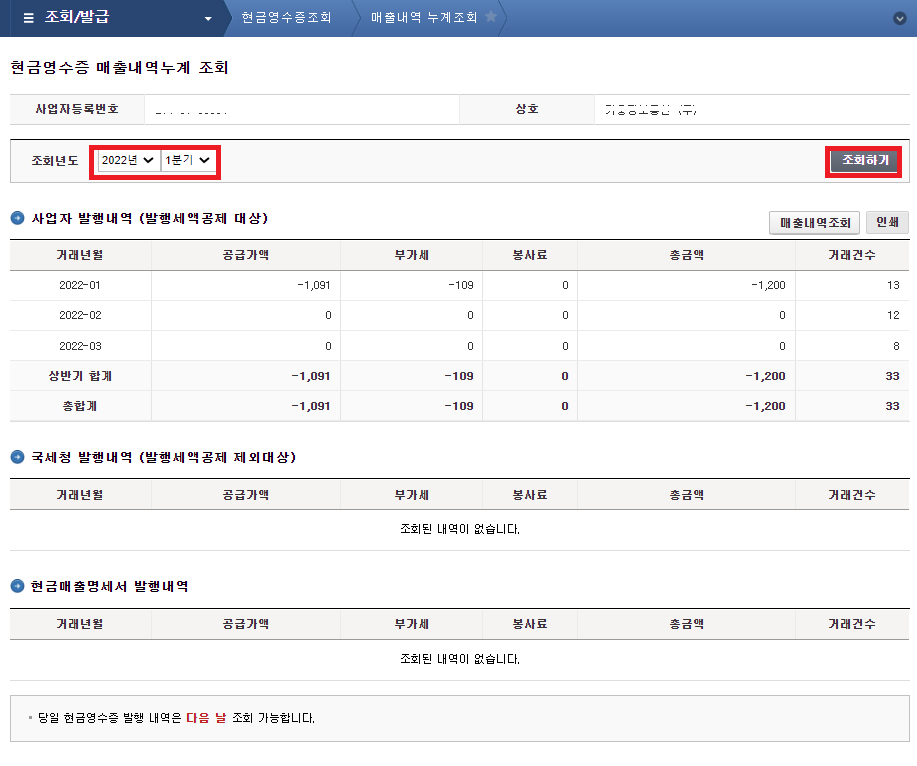 조회/발급 현금영수증조회 매출내역 누계조회
현금영수증 매출내역누계 조회
사업자등록번호 상호
조회년도 2022년 1분기 조회하기
사업자 발행내역 (발행세액공제 대상) 매출내역조회 인쇄
거래년월 공급가액 부가세 봉사료 총금액 거래건수
2022-01 -1,091 -109 0 -1,200 13
2022-02 0 0 0 0 12
2022-03 0 0 0 0 8
상반기 합계 -1,091 -109 0 -1,200 33
총합계 -1,091 -109 0 -1,200 33
국세청 발행내역 (발행세액공제 제외대상)
거래년월 공급가액 부가세 봉사료 총금액 거래건수
조회된 내역이 없습니다.
현금매출명세서 발행내역
거래년월 공급가액 부가세 봉사료 총금액 거래건수
조회된 내역이 없습니다.
당일 현금영수증 발행 내역은 다음 날 조회 가능합니다.